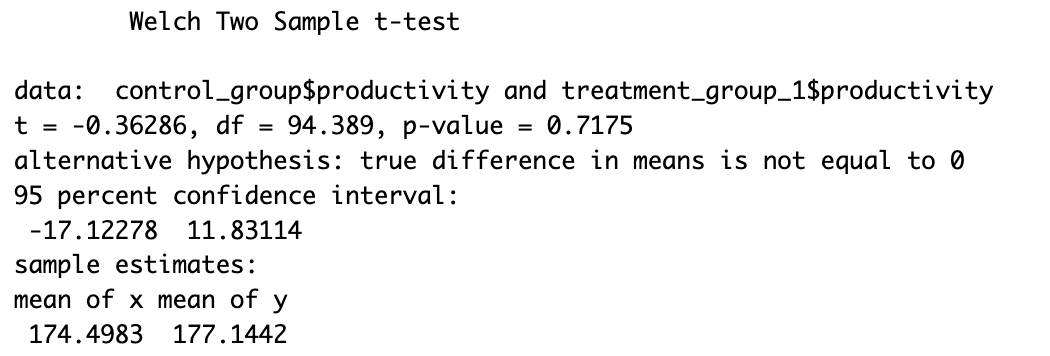 Welch Two Sample t-test
data:  control_group$productivity and treatment_group_1$productivity
t = -0.36286, df = 94.389, p-value = 0.7175
alternative hypothesis: true difference in means is not equal to 0
95 percent confidence interval:
 -17.12278  11.83114
sample estimates:
mean of x mean of y
 174.4983  177.1442